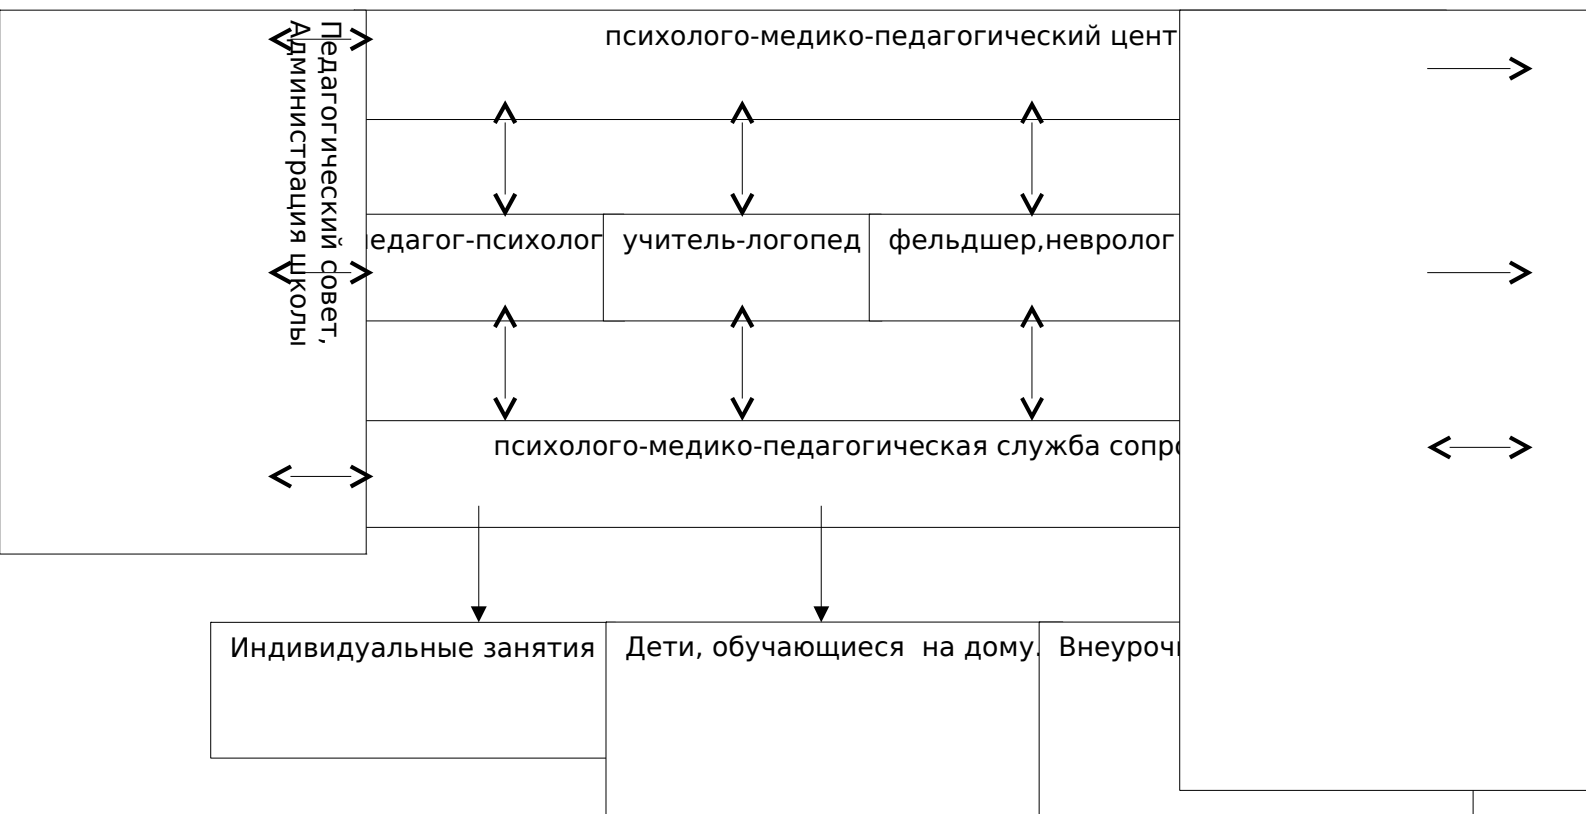 Педагогический совет,
Администрация школы
психолого-медико-педагогический цент
едагог-психолог
учитель-логопед
фельдшер,невролог
психолого-медико-педагогическая служба сопр
Индивидуальные занятия
Дети, обучающиеся  на дому.
Внеуроч